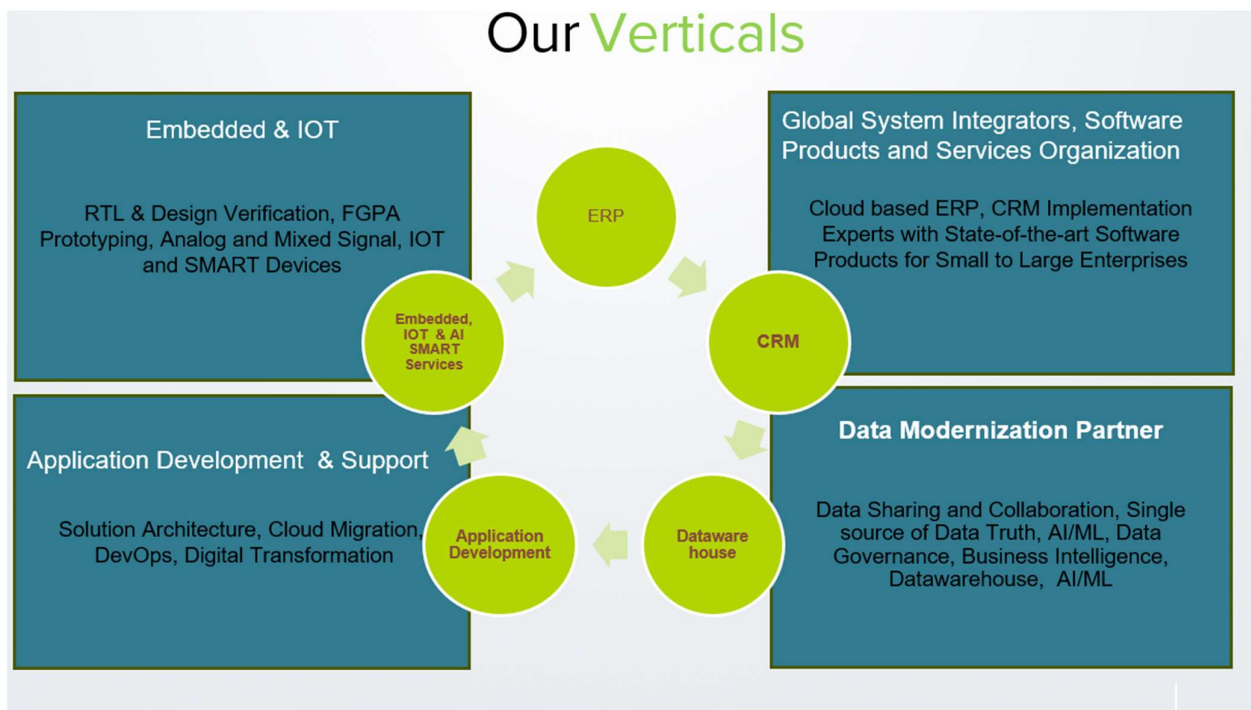 Our Verticals
Embedded & IOT
RTL & Design Verification, FGPA
Prototyping, Analog and Mixed Signal, IOT
and SMART Devices
Global System Integrators, Software
Products and Services Organization
Cloud based ERP, CRM Implementation
Experts with State-of-the-art Software
Products for Small to Large Enterprises
ERP
CRM
Dataware
house
Application
Development
Embedded,
IOT & AI
SMART
Services
Application Development & Support
Solution Architecture, Cloud Migration,
DevOps, Digital Transformation
Data Modernization Partner
Data Sharing and Collaboration, Single
source of Data Truth, AI/ML, Data
Governance, Business Intelligence,
Datawarehouse, AI/ML